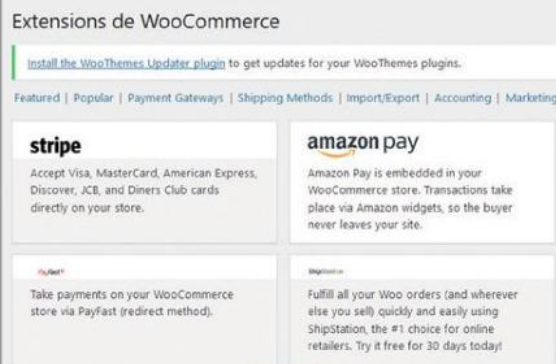 Extensions de WooCommerce
Install the WooThemes Updater plugin to get updates for your WooThemes plugins.
Featured | Popular | Payment Gateways | Shipping Methods | Import/Export | Accounting | Marketing
stripe
Accept Visa, MasterCard, American Express,
Discover, JCB, and Diners Club cards
directly on your store.
amazon pay
Amazon Pay is embedded in your
WooCommerce store. Transactions take
place via Amazon widgets, so the buyer
never leaves your site.
PayFast
Take payments on your WooCommerce
store via PayFast (redirect method).
ShipStation
Fulfill all your Woo orders (and wherever
else you sell) quickly and easily using
ShipStation, the #1 choice for online
retailers. Try it free for 30 days today!